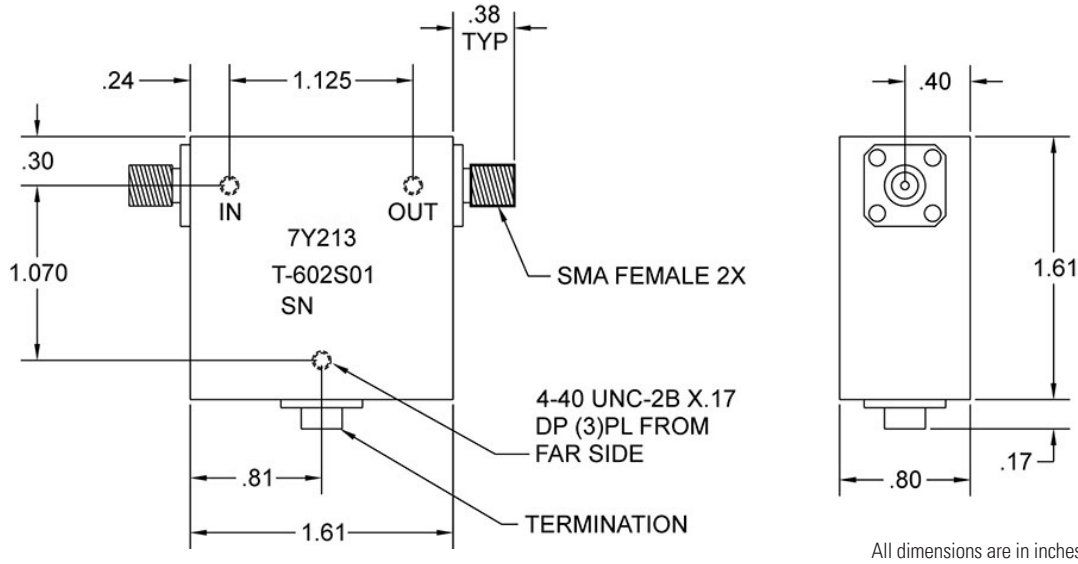 .38
TYP
.24
1.125
.40
.30
IN
OUT
7Y213
T-602S01
SN
1.070
SMA FEMALE 2X
1.61
4-40 UNC-2B X.17
DP (3)PL FROM
FAR SIDE
.81
.17
.80
TERMINATION
1.61
All dimensions are in inches